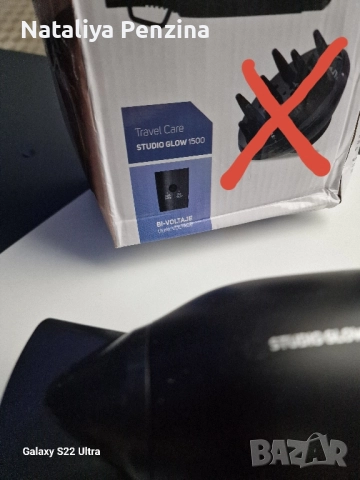 Nataliya Penzina
Travel Care
STUDIO GLOW 1500
BI-VOLTAJE
STUDIO GLOW
Galaxy S22 Ultra
BAZAR